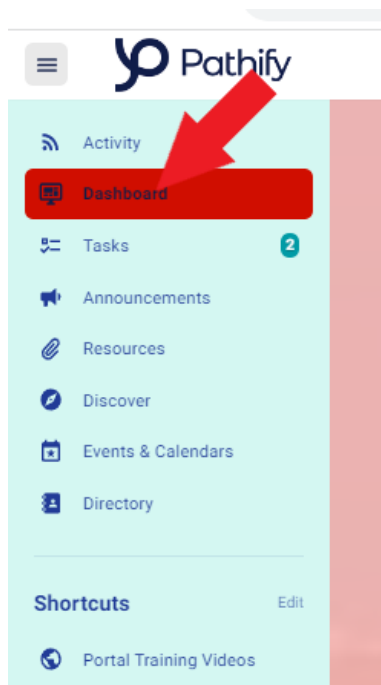 Pathify
Activity
Dashboard
Tasks 2
Announcements
Resources
Discover
Events & Calendars
Directory
Shortcuts Edit
Portal Training Videos